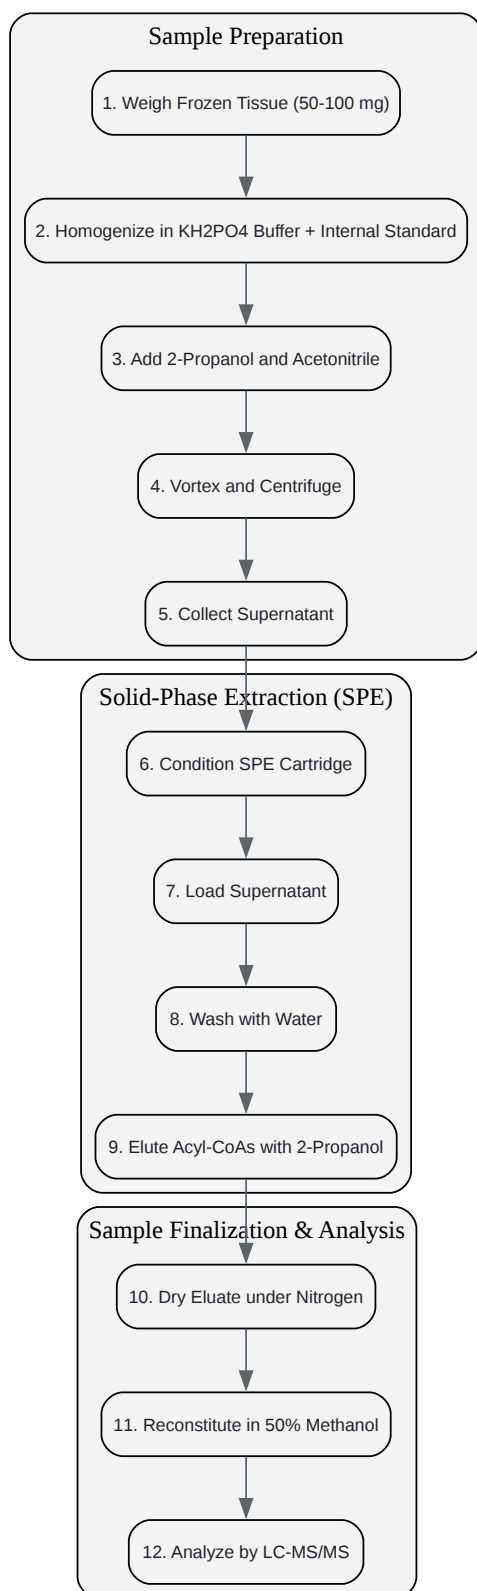 Sample Preparation
1. Weigh Frozen Tissue (50-100 mg)
2. Homogenize in KH2PO4 Buffer + Internal Standard
3. Add 2-Propanol and Acetonitrile
4. Vortex and Centrifuge
5. Collect Supernatant
Solid-Phase Extraction (SPE)
6. Condition SPE Cartridge
7. Load Supernatant
8. Wash with Water
9. Elute Acyl-CoAs with 2-Propanol
Sample Finalization & Analysis
10. Dry Eluate under Nitrogen
11. Reconstitute in 50% Methanol
12. Analyze by LC-MS/MS